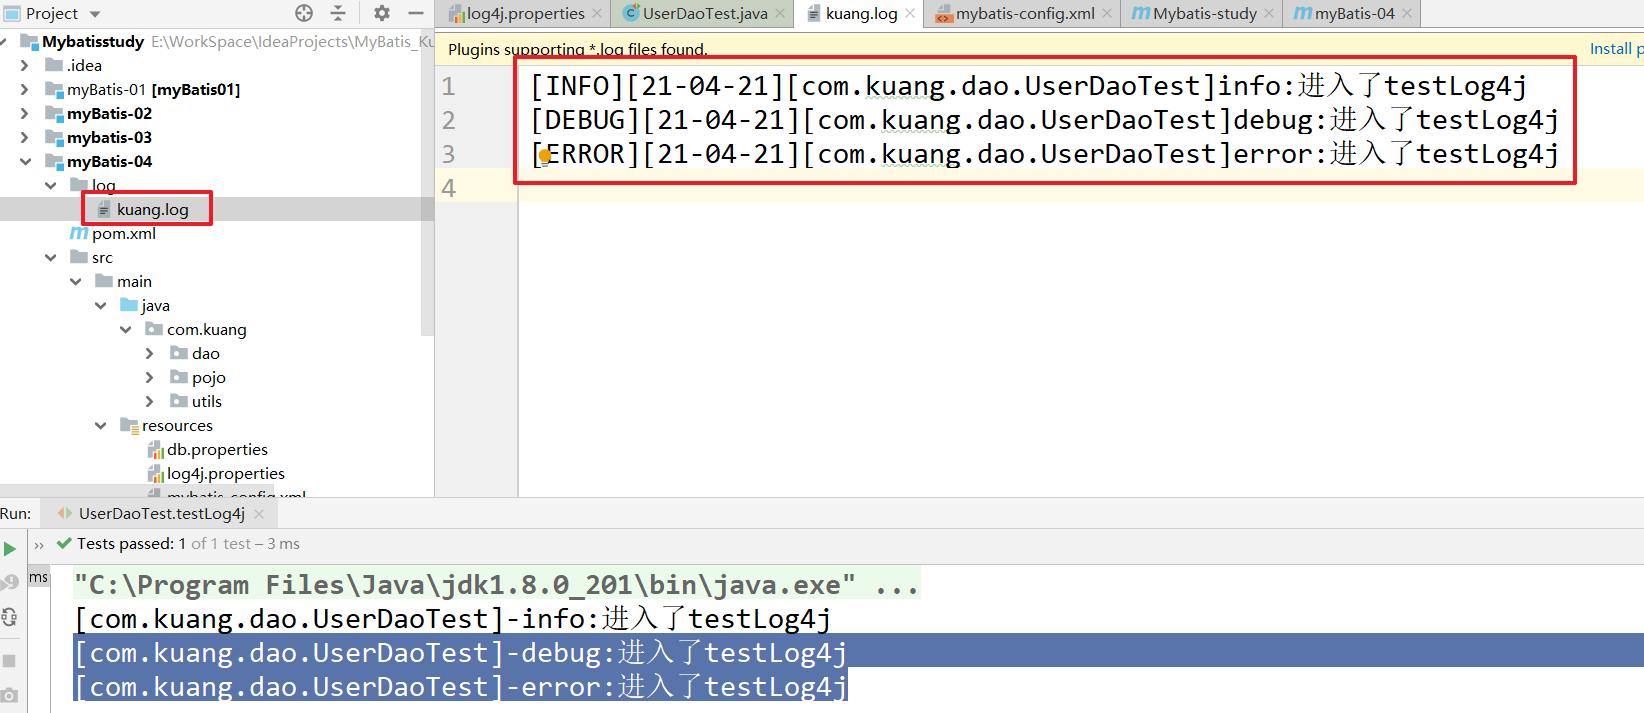 Project
log4j.properties
UserDaoTest.java
kuang.log
mybatis-config.xml
Mybatis-study
myBatis-04
Mybatisstudy E:\WorkSpace\IdeaProjects\MyBatis_Ku
.idea
myBatis-01 [myBatis01]
myBatis-02
mybatis-03
myBatis-04
log
kuang.log
pom.xml
src
main
java
com.kuang
dao
pojo
utils
resources
db.properties
log4j.properties
mybatis-config.xml
Plugins supporting *.log files found.
Install p
1 [INFO][21-04-21][com.kuang.dao.UserDaoTest]info:进入了testLog4j
2 [DEBUG][21-04-21][com.kuang.dao.UserDaoTest]debug:进入了testLog4j
3 [ERROR][21-04-21][com.kuang.dao.UserDaoTest]error:进入了testLog4j
4
Run: UserDaoTest.testLog4j
» Tests passed: 1 of 1 test – 3 ms
ms
"C:\Program Files\Java\jdk1.8.0_201\bin\java.exe" ...
[com.kuang.dao.UserDaoTest]-info:进入了testLog4j
[com.kuang.dao.UserDaoTest]-debug:进入了testLog4j
[com.kuang.dao.UserDaoTest]-error:进入了testLog4j